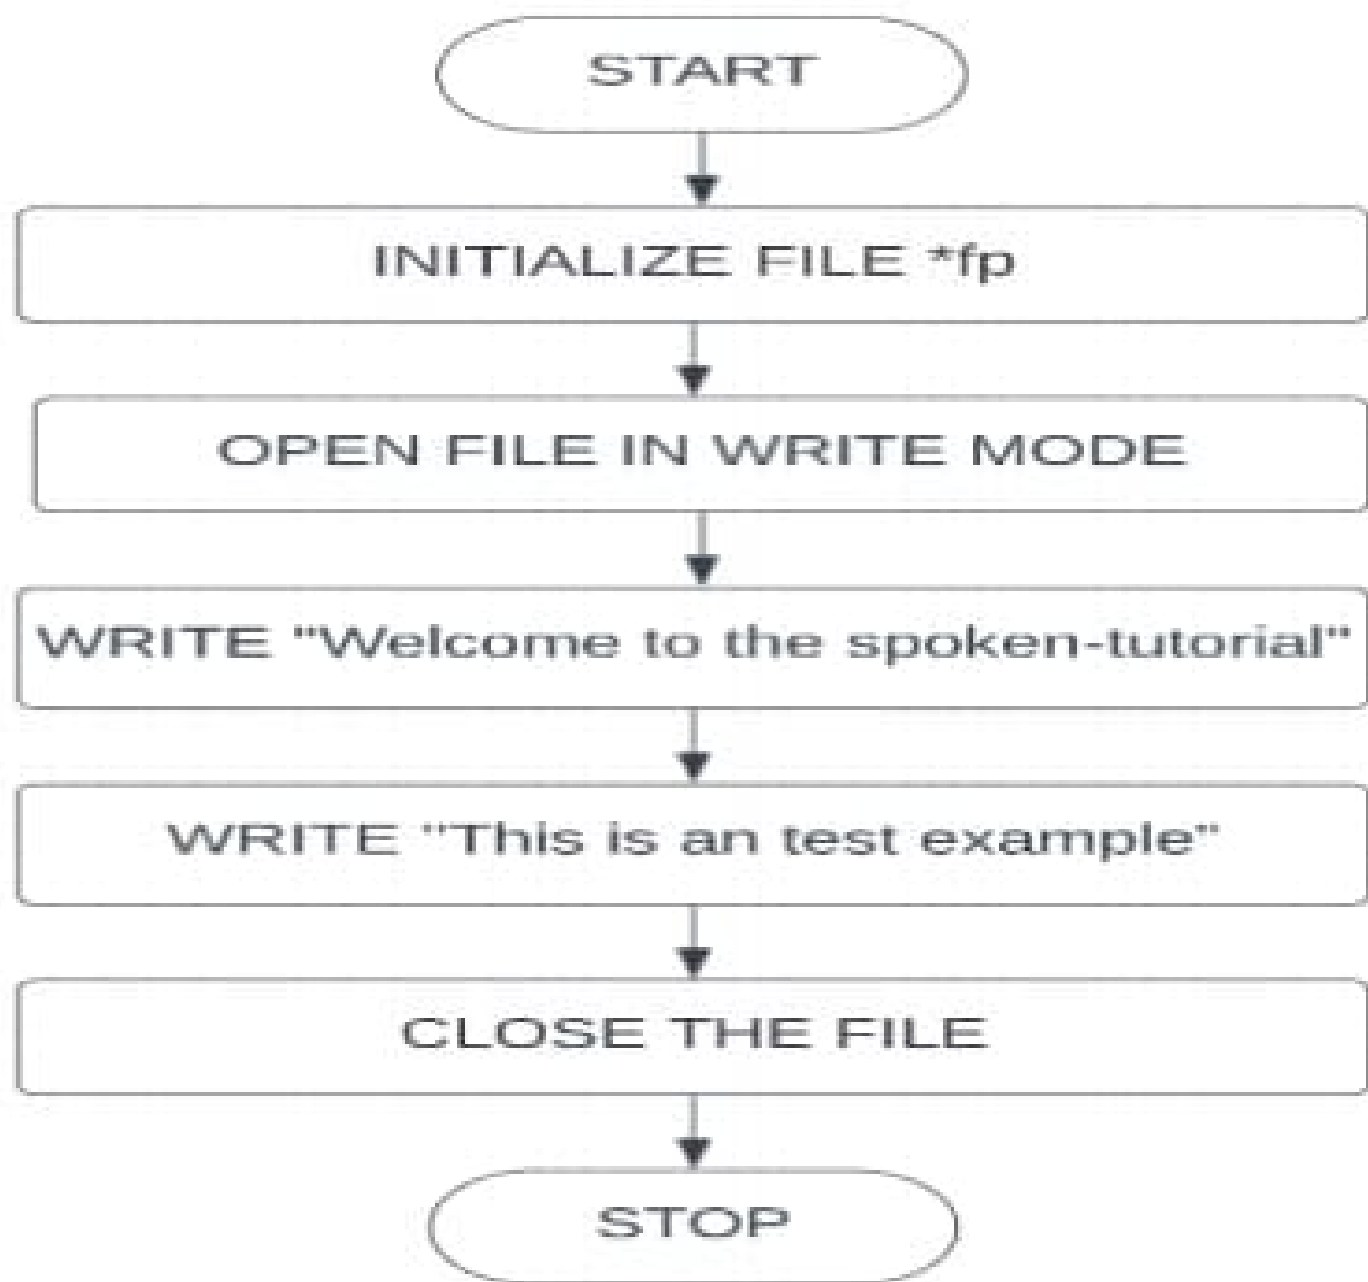 START
INITIALIZE FILE *fp
OPEN FILE IN WRITE MODE
WRITE "Welcome to the spoken-tutorial"
WRITE "This is an test example"
CLOSE THE FILE
STOP